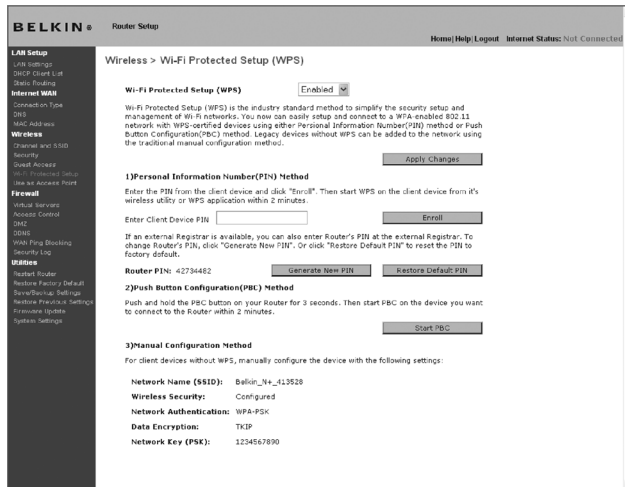 BELKIN®
Router Setup
Home|Help|Logout Internet Status: Not Connected
LAN Setup
LAN Settings
DHCP Client List
Static Routing
Internet WAN
Connection Type
DNS
MAC Address
Wireless
Channel and SSID
Security
Guest Access
Wi-Fi Protected Setup
Use as Access Point
Firewall
Virtual Servers
Access Control
DMZ
DDNS
WAN Ping Blocking
Security Log
Utilities
Restart Router
Restore Factory Default
Save/Backup Settings
Restore Previous Settings
Firmware Update
System Settings
Wireless > Wi-Fi Protected Setup (WPS)
Wi-Fi Protected Setup (WPS) Enabled
Wi-Fi Protected Setup (WPS) is the industry standard method to simplify the security setup and
management of Wi-Fi networks. You now can easily setup and connect to a WPA-enabled 802.11
network with WPS-certified devices using either Personal Information Number(PIN) method or Push
Button Configuration(PBC) method. Legacy devices without WPS can be added to the network using
the traditional manual configuration method.
Apply Changes
1)Personal Information Number(PIN) Method
Enter the PIN from the client device and click "Enroll". Then start WPS on the client device from it's
wireless utility or WPS application within 2 minutes.
Enter Client Device PIN Enroll
If an external Registrar is available, you can also enter Router's PIN at the external Registrar. To
change Router's PIN, click "Generate New PIN". Or click "Restore Default PIN" to reset the PIN to
factory default.
Router PIN: 42734482 Generate New PIN Restore Default PIN
2)Push Button Configuration(PBC) Method
Push and hold the PBC button on your Router for 3 seconds. Then start PBC on the device you want
to connect to the Router within 2 minutes.
Start PBC
3)Manual Configuration Method
For client devices without WPS, manually configure the device with the following settings:
Network Name (SSID): Belkin_N+_413528
Wireless Security: Configured
Network Authentication: WPA-PSK
Data Encryption: TKIP
Network Key (PSK): 1234567890